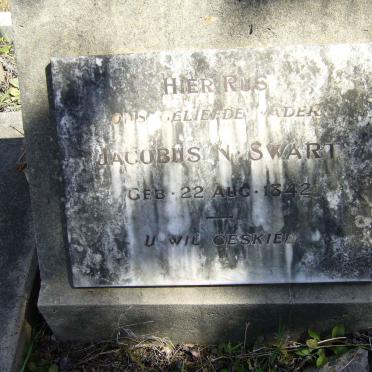 HIER RUS
ONS GELIEFDE VADER
JACOBUS N. SWART
GEB. 22 AUG. 1842
U WIL GESKIED